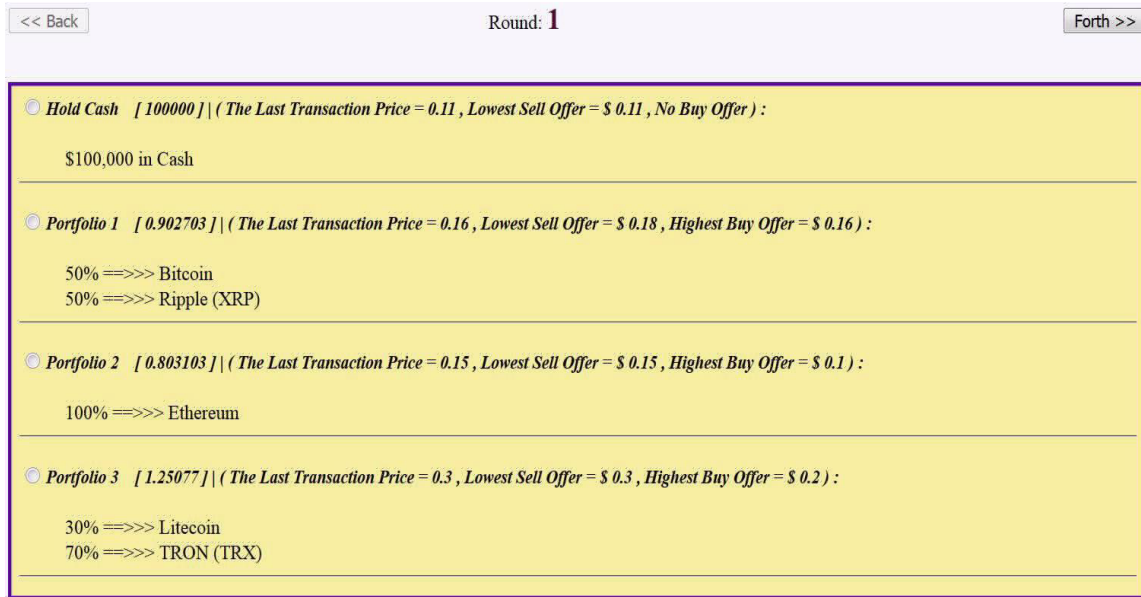 << Back
Round: 1
Forth >>
Hold Cash [ 100000 ] | ( The Last Transaction Price = 0.11 , Lowest Sell Offer = $ 0.11 , No Buy Offer ) :
$100,000 in Cash
Portfolio 1 [ 0.902703 ] | ( The Last Transaction Price = 0.16 , Lowest Sell Offer = $ 0.18 , Highest Buy Offer = $ 0.16 ) :
50% ==>>> Bitcoin
50% ==>>> Ripple (XRP)
Portfolio 2 [ 0.803103 ] | ( The Last Transaction Price = 0.15 , Lowest Sell Offer = $ 0.15 , Highest Buy Offer = $ 0.1 ) :
100% ==>>> Ethereum
Portfolio 3 [ 1.25077 ] | ( The Last Transaction Price = 0.3 , Lowest Sell Offer = $ 0.3 , Highest Buy Offer = $ 0.2 ) :
30% ==>>> Litecoin
70% ==>>> TRON (TRX)